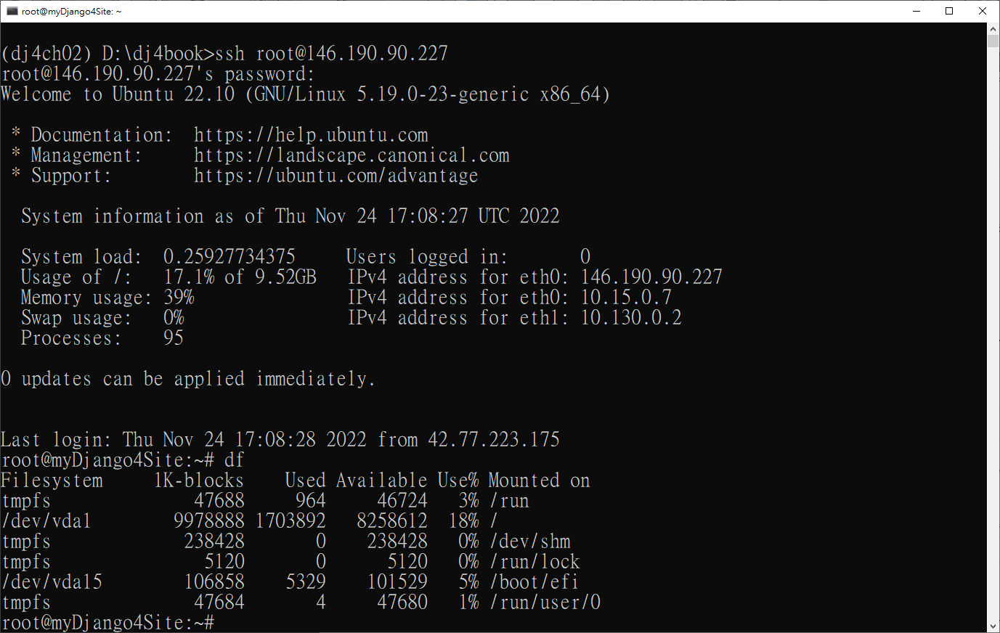 root@myDjango4Site: ~
(dj4ch02) D:\dj4book>ssh root@146.190.90.227
root@146.190.90.227's password:
Welcome to Ubuntu 22.10 (GNU/Linux 5.19.0-23-generic x86_64)
 * Documentation:  https://help.ubuntu.com
 * Management:     https://landscape.canonical.com
 * Support:        https://ubuntu.com/advantage
  System information as of Thu Nov 24 17:08:27 UTC 2022
  System load:  0.25927734375     Users logged in:       0
  Usage of /:   17.1% of 9.52GB   IPv4 address for eth0: 146.190.90.227
  Memory usage: 39%               IPv4 address for eth0: 10.15.0.7
  Swap usage:   0%                IPv4 address for eth1: 10.130.0.2
  Processes:    95
0 updates can be applied immediately.
Last login: Thu Nov 24 17:08:28 2022 from 42.77.223.175
root@myDjango4Site:~# df
Filesystem     1K-blocks    Used Available Use% Mounted on
tmpfs              47688     964     46724   3% /run
/dev/vda1        9978888 1703892   8258612  18% /
tmpfs             238428       0    238428   0% /dev/shm
tmpfs               5120       0      5120   0% /run/lock
/dev/vda15        106858    5329    101529   5% /boot/efi
tmpfs              47684       4     47680   1% /run/user/0
root@myDjango4Site:~#